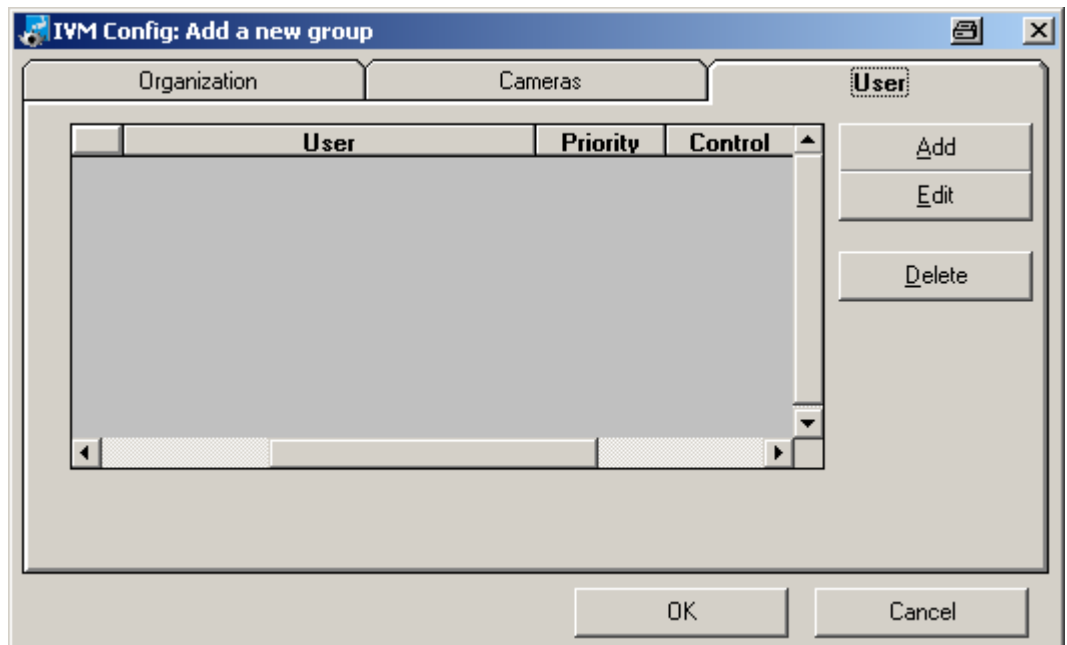 IVM Config: Add a new group
Organization Cameras User
User Priority Control
Add
Edit
Delete
OK Cancel